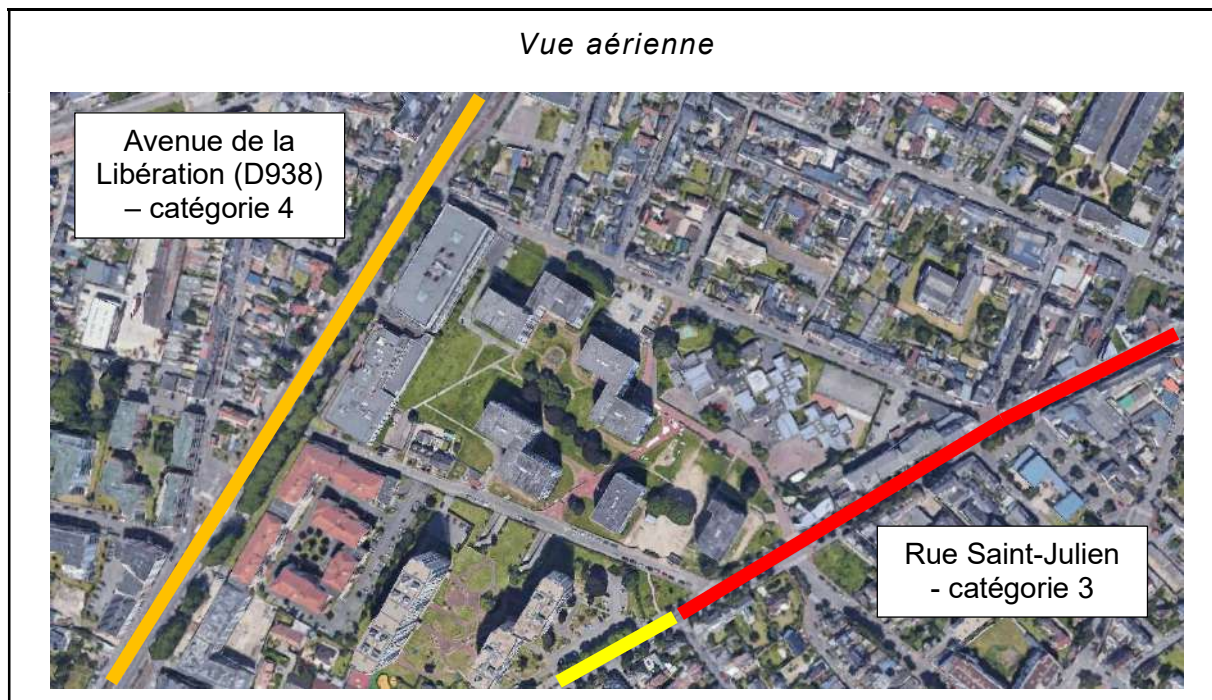 Vue aérienne
Avenue de la
Libération (D938)
– catégorie 4
Rue Saint-Julien
- catégorie 3